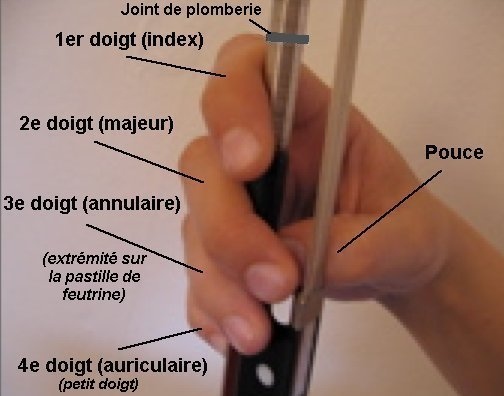 Joint de plomberie
1er doigt (index)
2e doigt (majeur)
Pouce
3e doigt (annulaire)
(extrémité sur
la pastille de
feutrine)
4e doigt (auriculaire)
(petit doigt)